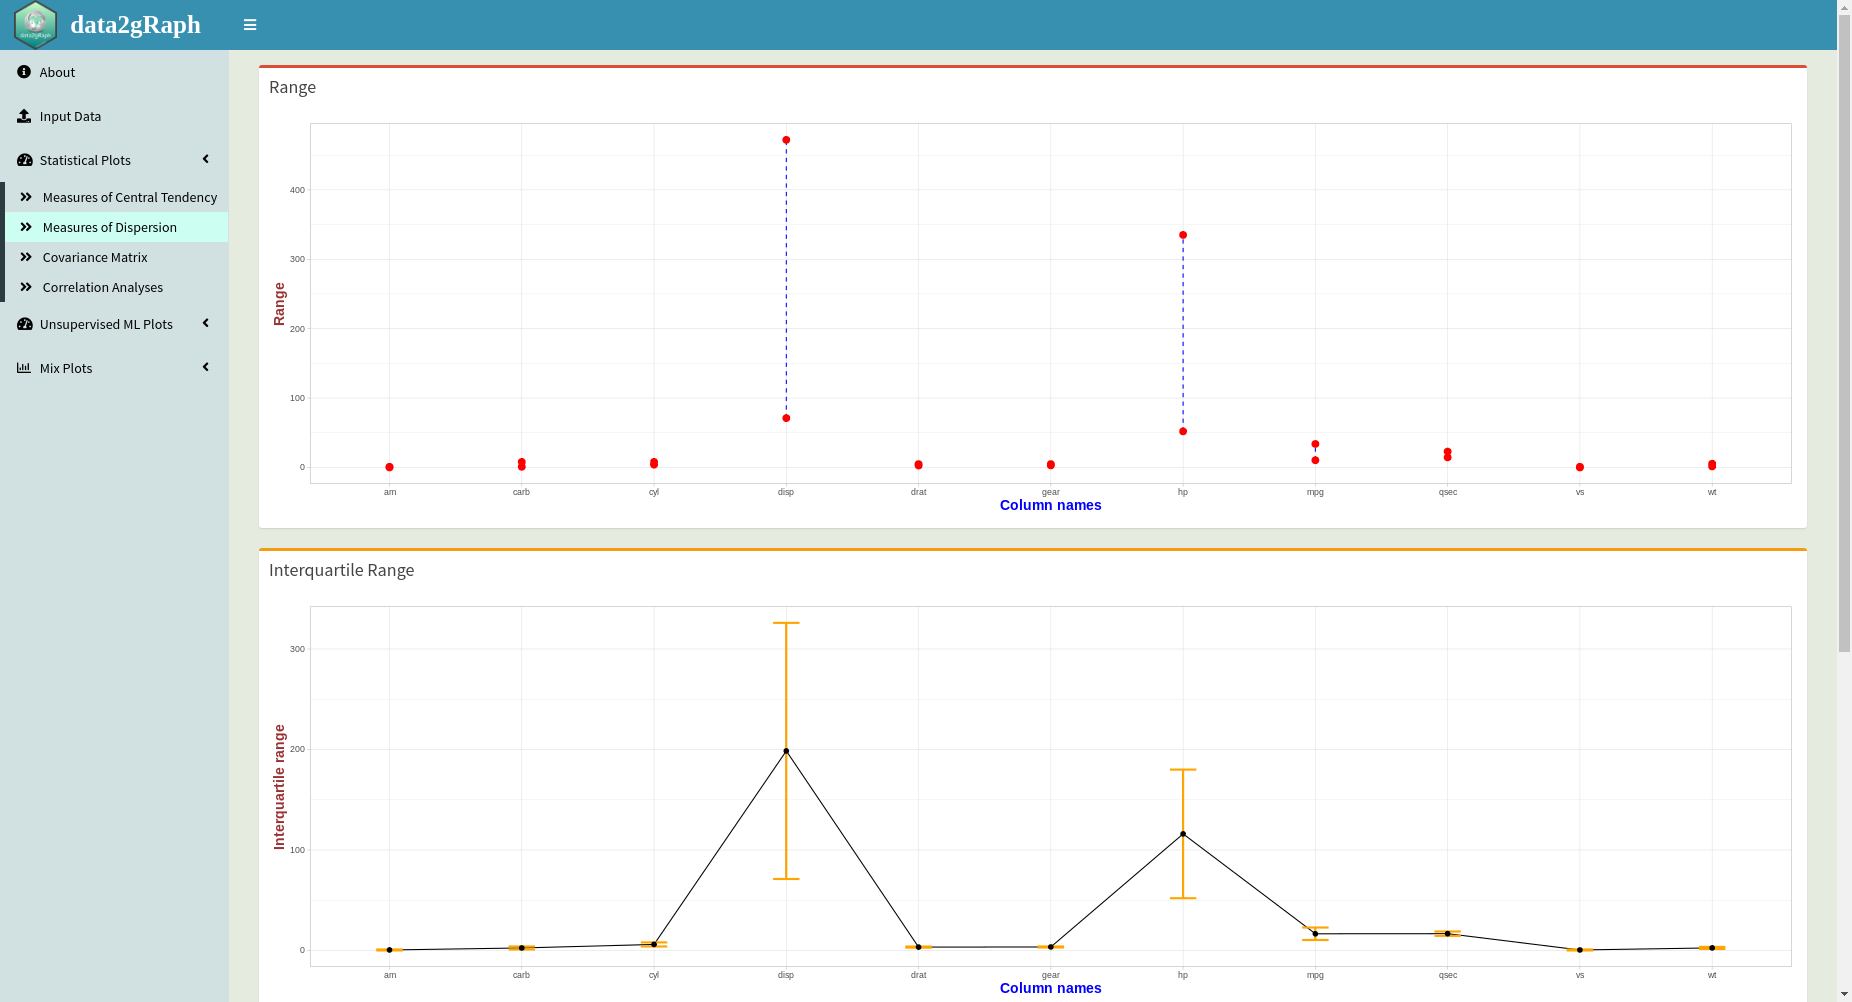 data2gRaph
About
Input Data
Statistical Plots
Measures of Central Tendency
Measures of Dispersion
Covariance Matrix
Correlation Analyses
Unsupervised ML Plots
Mix Plots
Range
400
300
200
100
0
Range
am carb cyl disp drat gear hp mpg qsec vs wt
Column names
Interquartile Range
300
200
100
0
Interquartile range
am carb cyl disp drat gear hp mpg qsec vs wt
Column names